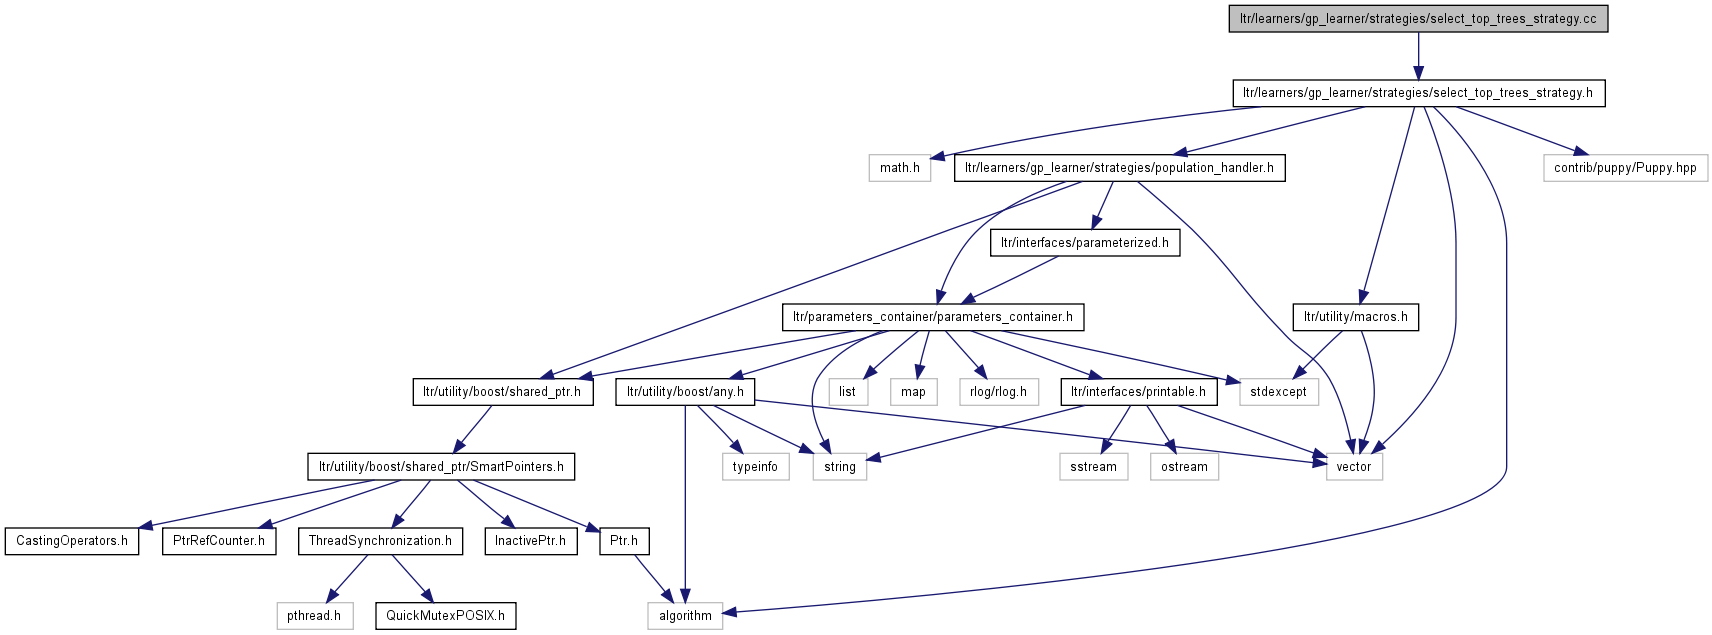 ltr/learners/gp_learner/strategies/select_top_trees_strategy.cc
ltr/learners/gp_learner/strategies/select_top_trees_strategy.h
math.h
ltr/learners/gp_learner/strategies/population_handler.h
contrib/puppy/Puppy.hpp
ltr/interfaces/parameterized.h
ltr/parameters_container/parameters_container.h
ltr/utility/macros.h
ltr/utility/boost/shared_ptr.h
ltr/utility/boost/any.h
list
map
rlog/rlog.h
ltr/interfaces/printable.h
stdexcept
ltr/utility/boost/shared_ptr/SmartPointers.h
typeinfo
string
sstream
ostream
vector
CastingOperators.h
PtrRefCounter.h
ThreadSynchronization.h
InactivePtr.h
Ptr.h
pthread.h
QuickMutexPOSIX.h
algorithm